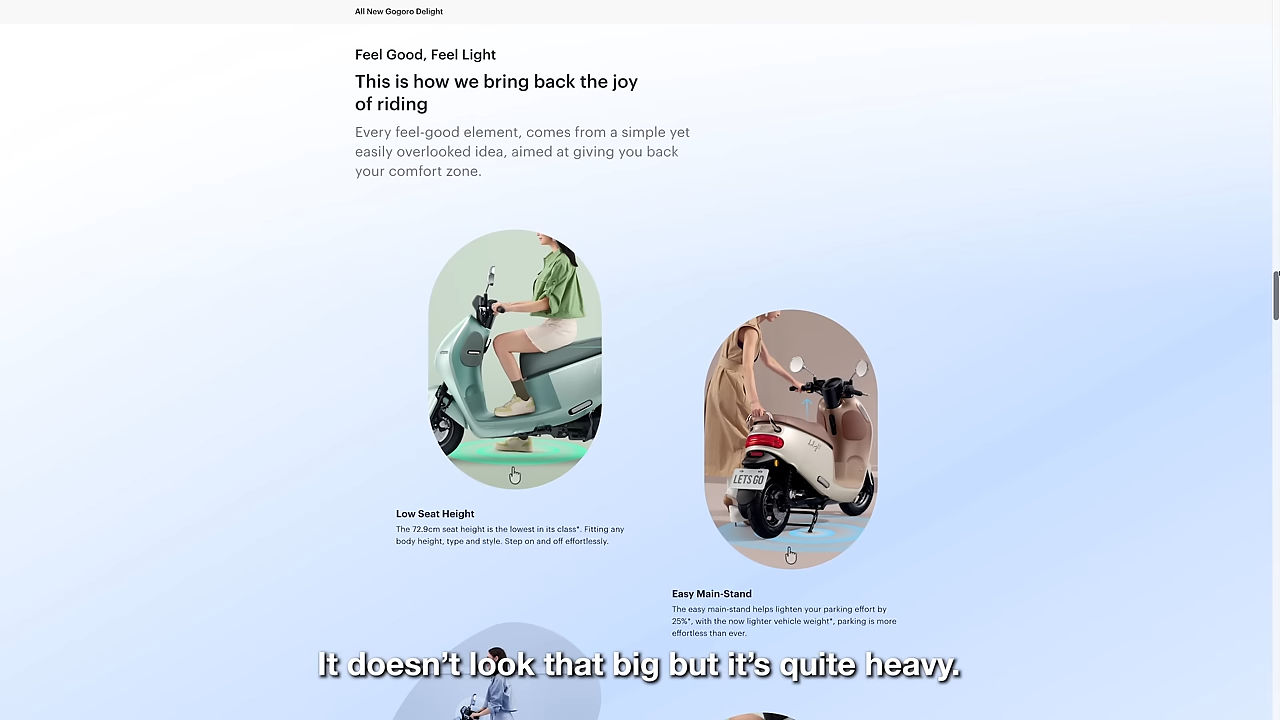 All New Gogoro Delight
Feel Good, Feel Light
This is how we bring back the joy
of riding
Every feel-good element, comes from a simple yet
easily overlooked idea, aimed at giving you back
your comfort zone.
LETS GO
Low Seat Height
The 72.9cm seat height is the lowest in its class*. Fitting any
body height, type and style. Step on and off effortlessly.
Easy Main-Stand
The easy main-stand helps lighten your parking effort by
25%*, with the now lighter vehicle weight*, parking is more
effortless than ever.
It doesn't look that big but it's quite heavy.